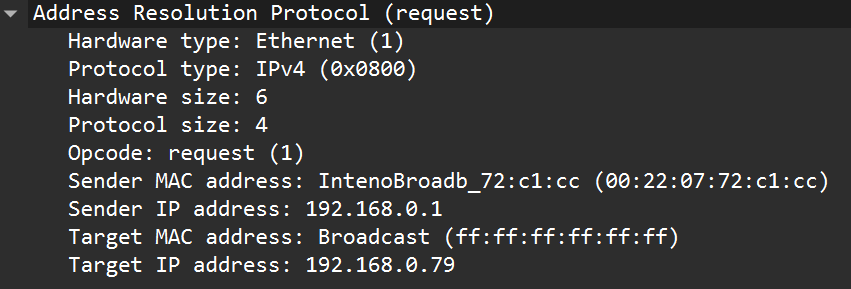 Address Resolution Protocol (request)
Hardware type: Ethernet (1)
Protocol type: IPv4 (0x0800)
Hardware size: 6
Protocol size: 4
Opcode: request (1)
Sender MAC address: IntenoBroadb_72:c1:cc (00:22:07:72:c1:cc)
Sender IP address: 192.168.0.1
Target MAC address: Broadcast (ff:ff:ff:ff:ff:ff)
Target IP address: 192.168.0.79